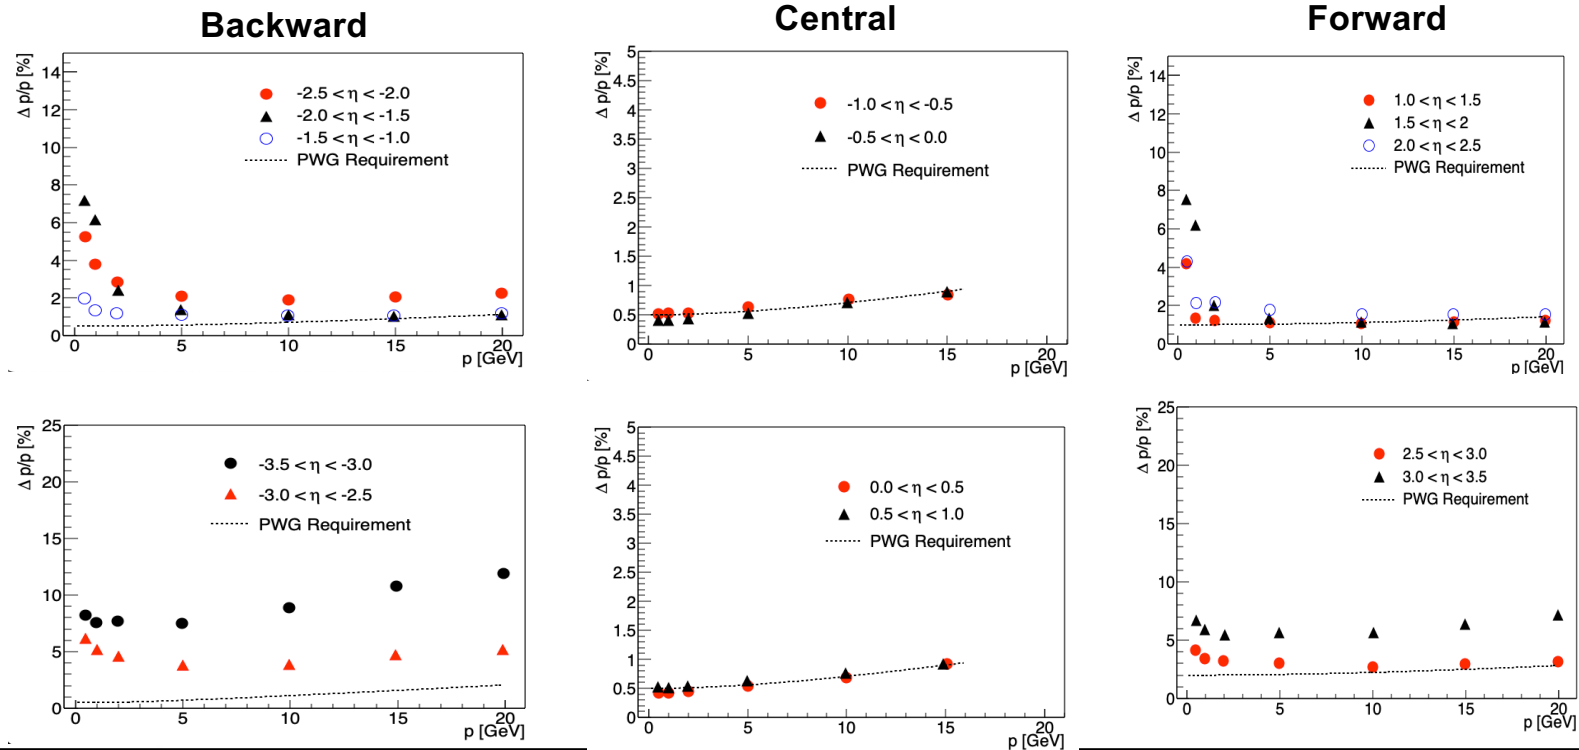 Backward
Central
Forward
Δ p/p [%]
14
12
10
8
6
4
2
0
-2.5 < η < -2.0
-2.0 < η < -1.5
-1.5 < η < -1.0
PWG Requirement
0 5 10 15 20
p [GeV]
Δ p/p [%]
5
4.5
4
3.5
3
2.5
2
1.5
1
0.5
0
-1.0 < η < -0.5
-0.5 < η < 0.0
PWG Requirement
0 5 10 15 20
p [GeV]
Δ p/p [%]
14
12
10
8
6
4
2
0
1.0 < η < 1.5
1.5 < η < 2
2.0 < η < 2.5
PWG Requirement
0 5 10 15 20
p [GeV]
Δ p/p [%]
25
20
15
10
5
0
-3.5 < η < -3.0
-3.0 < η < -2.5
PWG Requirement
0 5 10 15 20
p [GeV]
Δ p/p [%]
5
4.5
4
3.5
3
2.5
2
1.5
1
0.5
0
0.0 < η < 0.5
0.5 < η < 1.0
PWG Requirement
0 5 10 15 20
p [GeV]
Δ p/p [%]
25
20
15
10
5
0
2.5 < η < 3.0
3.0 < η < 3.5
PWG Requirement
0 5 10 15 20
p [GeV]